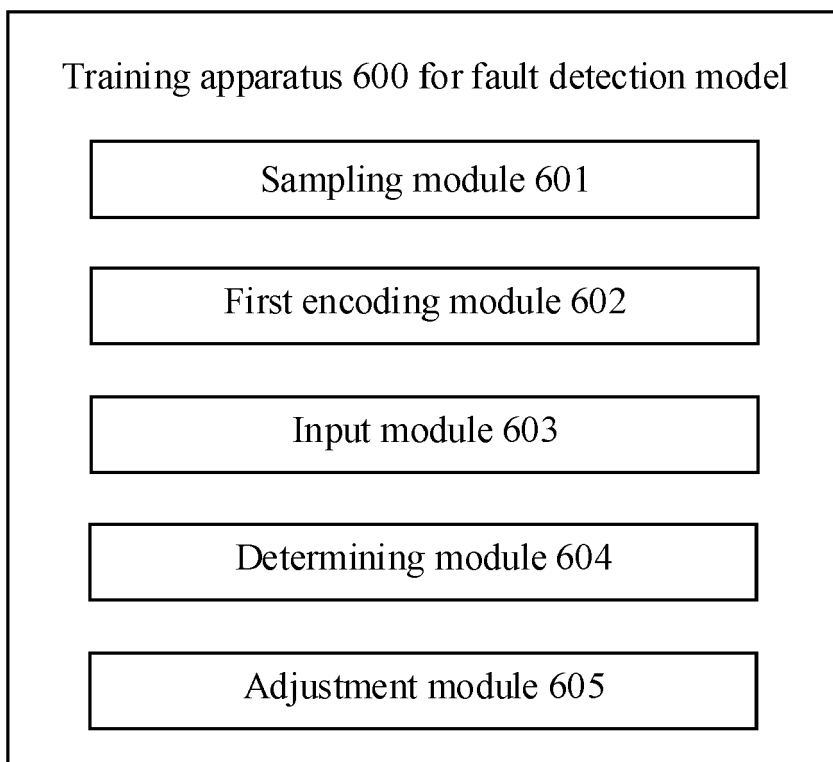 Training apparatus 600 for fault detection model
Sampling module 601
First encoding module 602
Input module 603
Determining module 604
Adjustment module 605